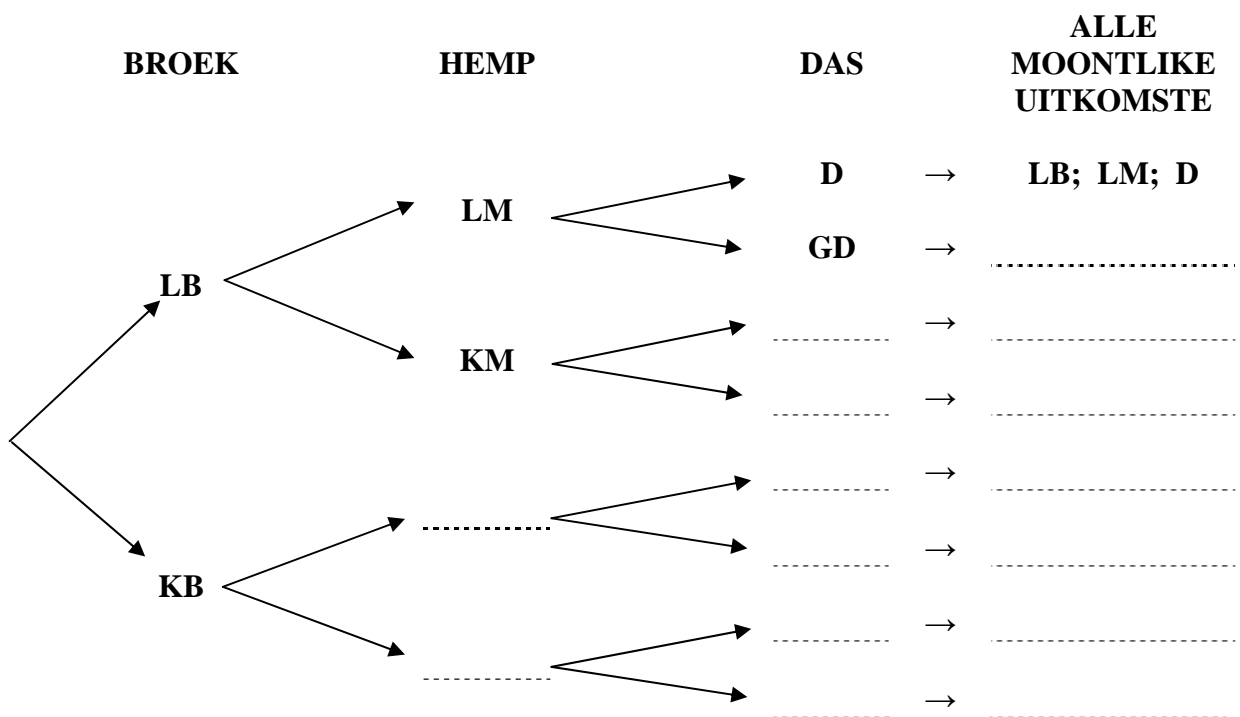 ALLE
BROEK HEMP DAS MOONTLIKE
UITKOMSTE
D → LB; LM; D
LM
GD →
LB
→
KM
→
→
→
KB
→
→